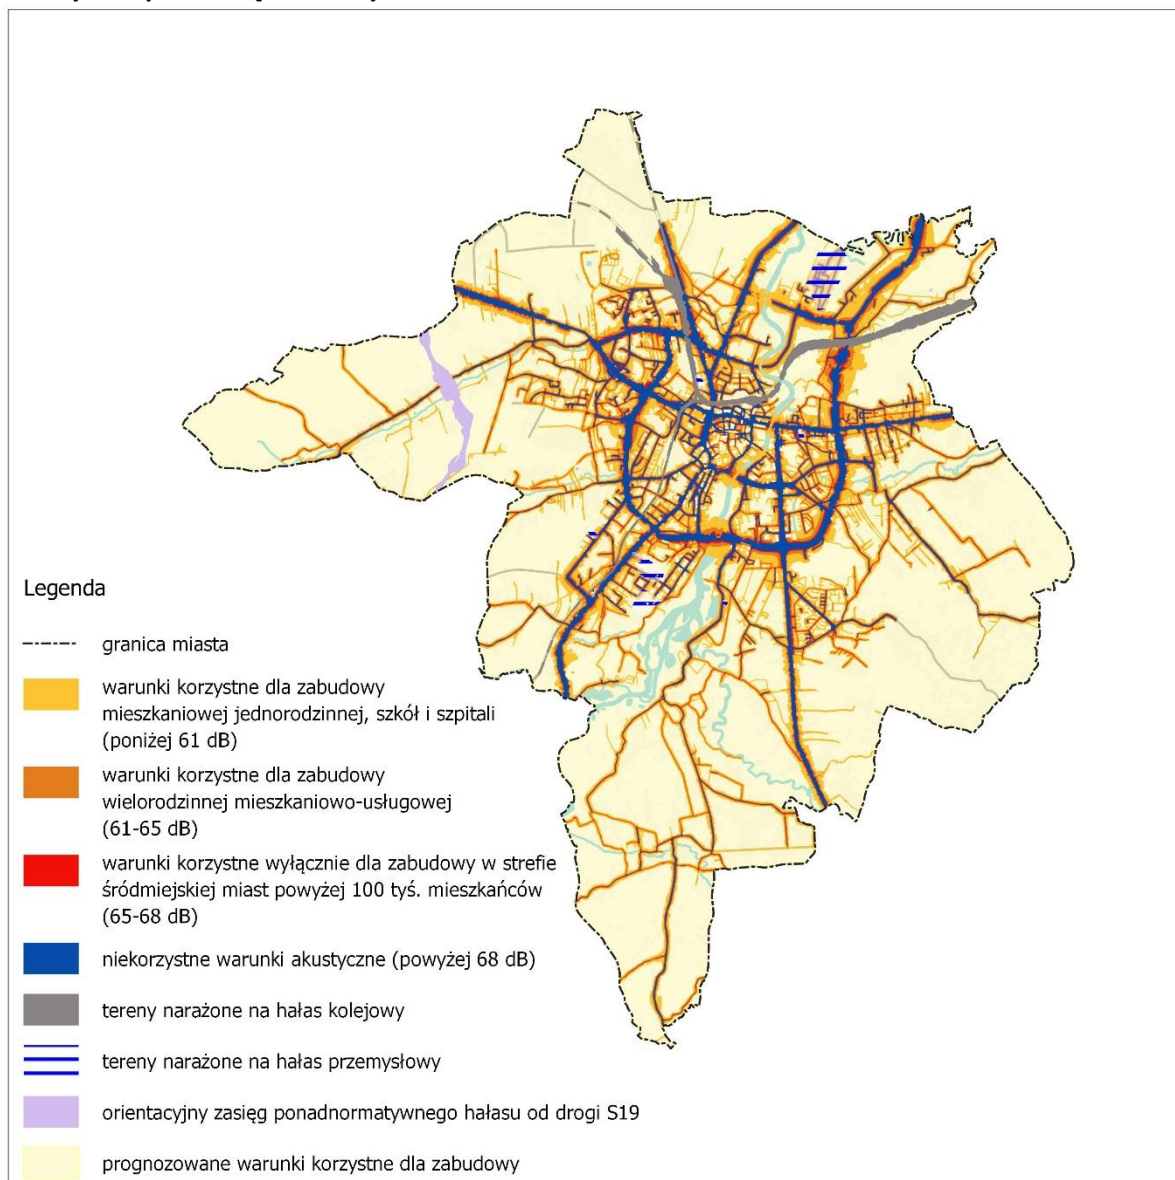 Legenda
granica miasta
warunki korzystne dla zabudowy
mieszkaniowej jednorodzinnej, szkół i szpitali
(poniżej 61 dB)
warunki korzystne dla zabudowy
wielorodzinnej mieszkaniowo-usługowej
(61-65 dB)
warunki korzystne wyłącznie dla zabudowy w strefie
śródmiejskiej miast powyżej 100 tyś. mieszkańców
(65-68 dB)
niekorzystne warunki akustyczne (powyżej 68 dB)
tereny narażone na hałas kolejowy
tereny narażone na hałas przemysłowy
orientacyjny zasięg ponadnormatywnego hałasu od drogi S19
prognozowane warunki korzystne dla zabudowy